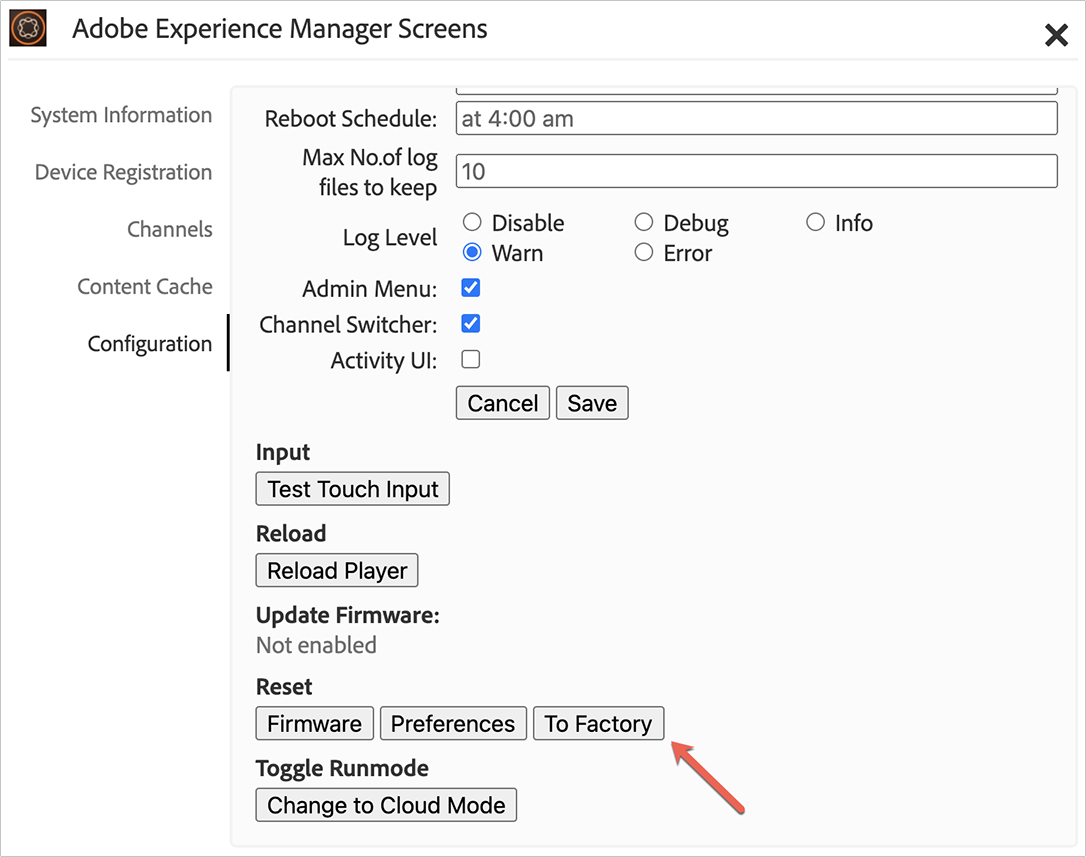 Adobe Experience Manager Screens
System Information
Device Registration
Channels
Content Cache
Configuration
Reboot Schedule: at 4:00 am
Max No.of log
files to keep 10
Log Level
Disable Debug Info
Warn Error
Admin Menu:
Channel Switcher:
Activity UI:
Cancel Save
Input
Test Touch Input
Reload
Reload Player
Update Firmware:
Not enabled
Reset
Firmware Preferences To Factory
Toggle Runmode
Change to Cloud Mode